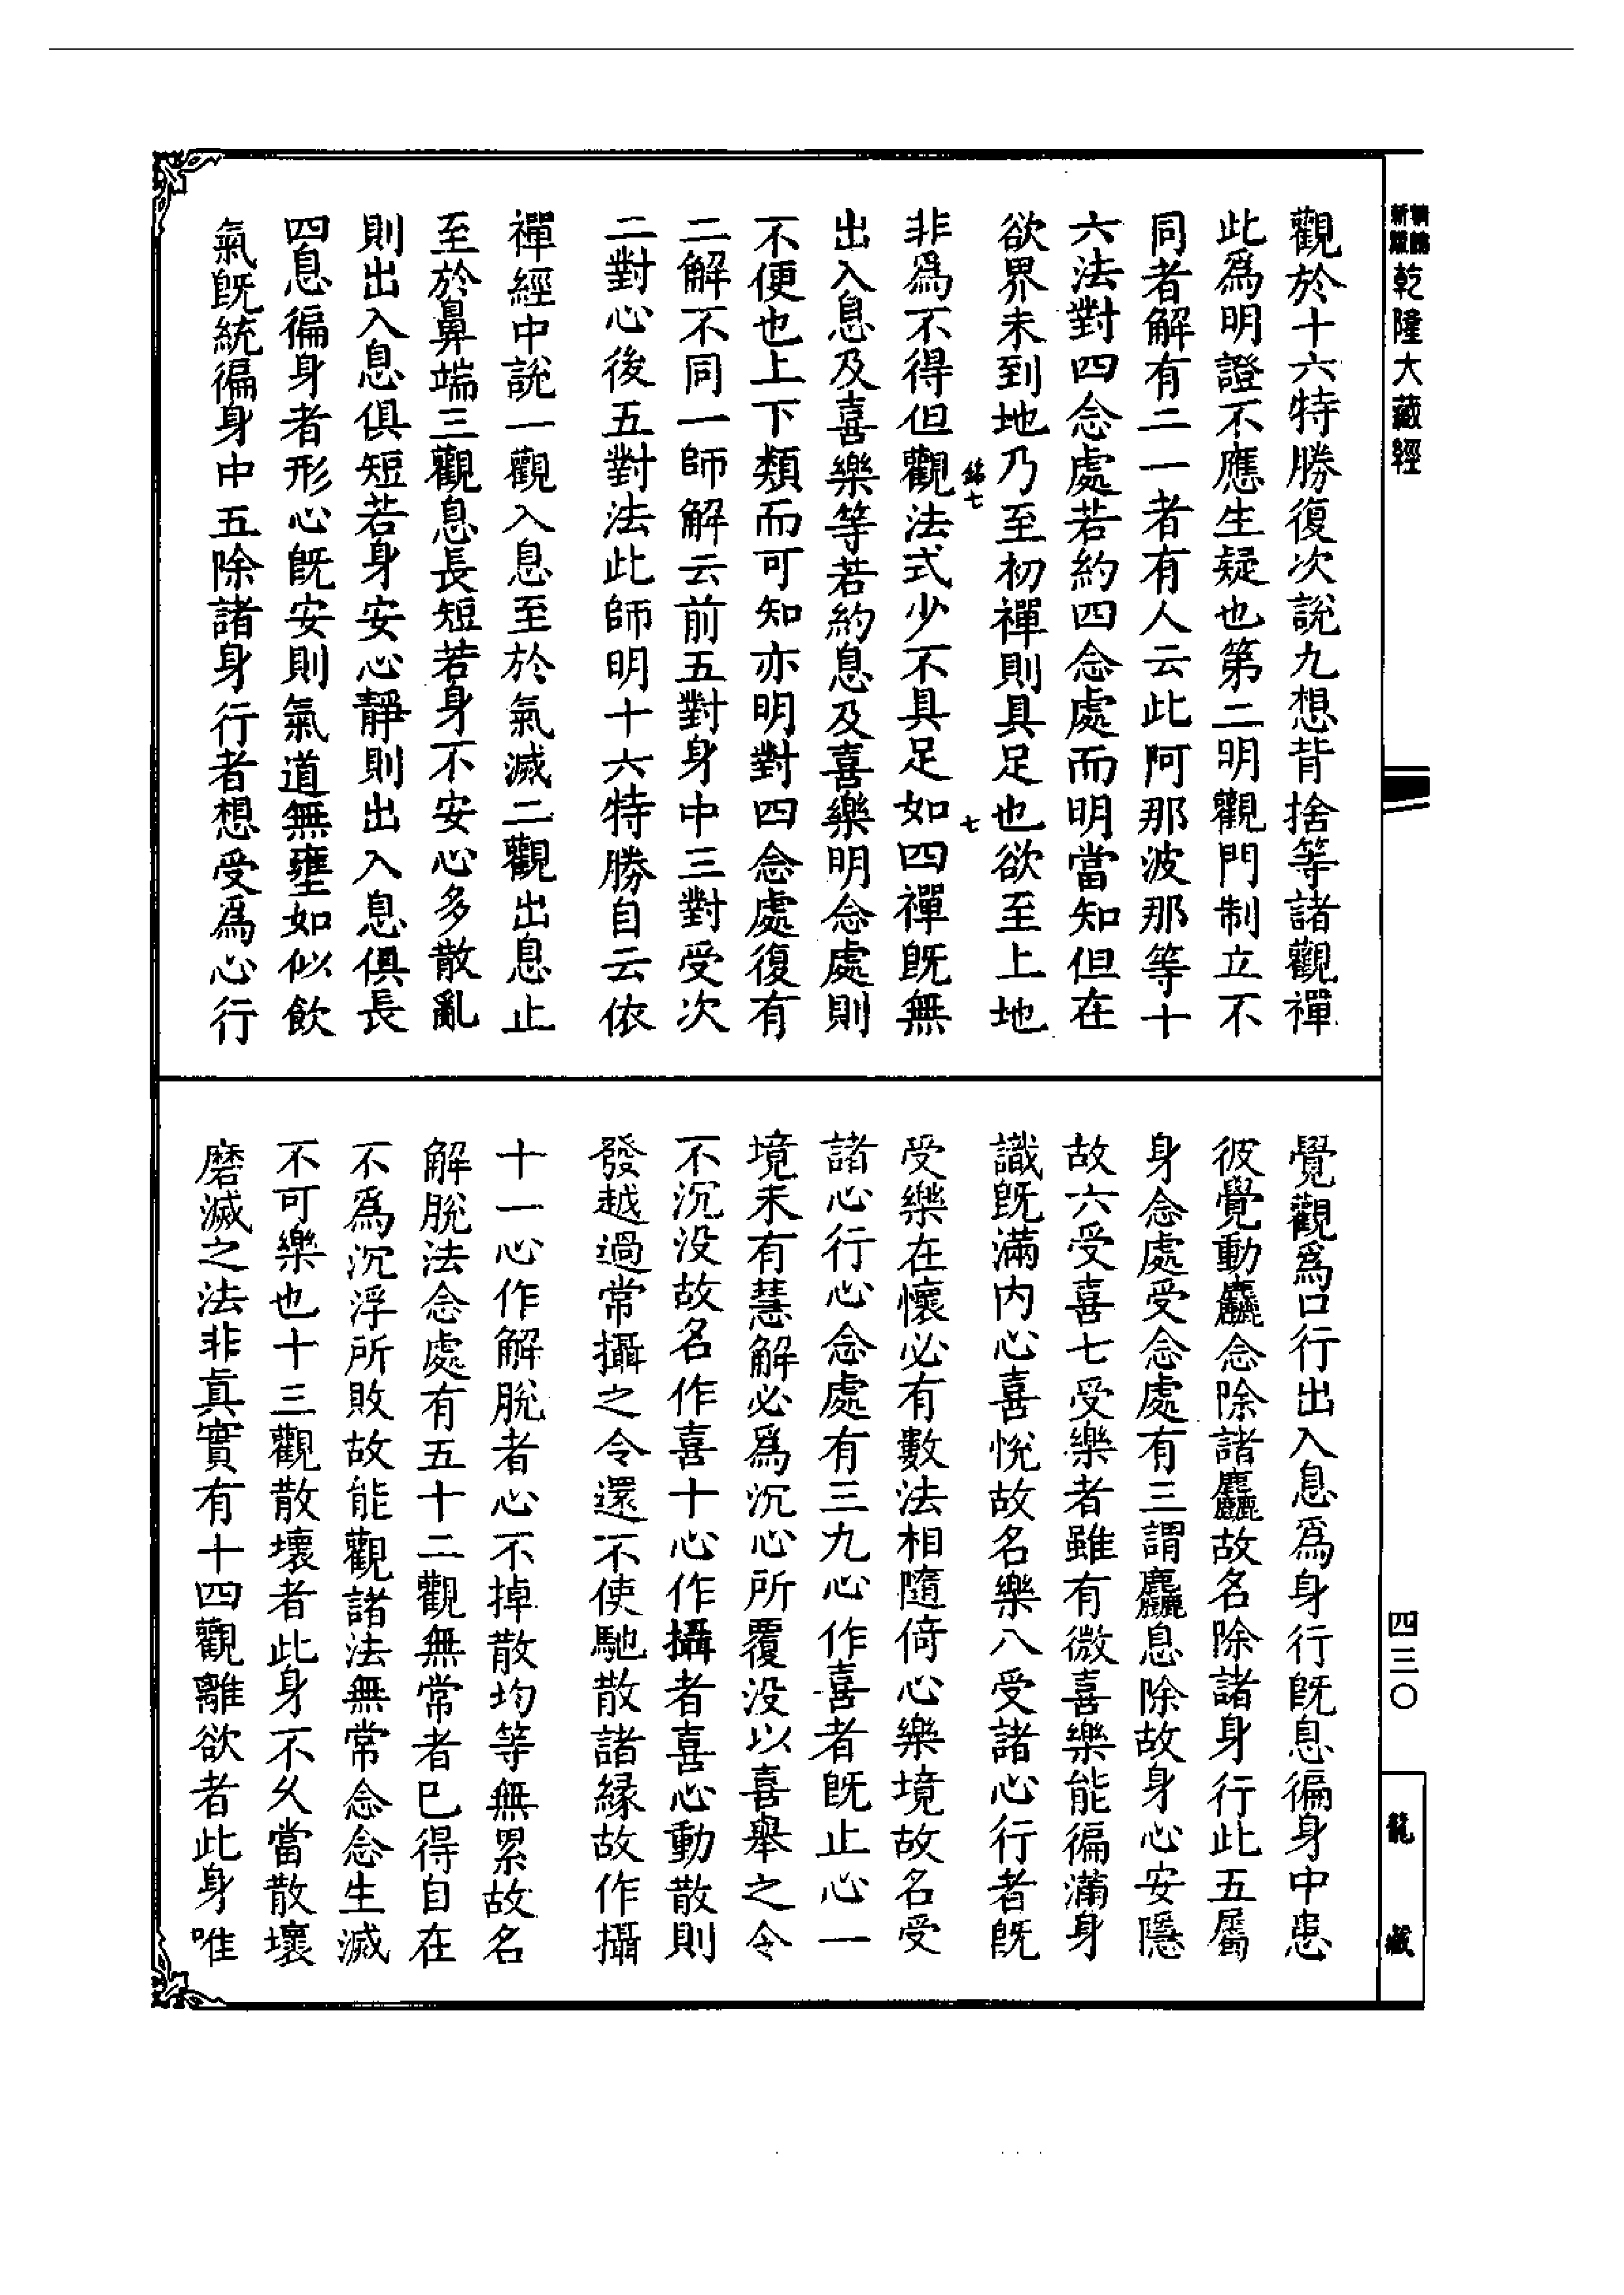 乾隆大藏經
觀於十六特勝復次說九想背捨等諸觀禪
此爲明證不應生疑也第二明觀門制立不
同者解有二一者有人云此阿那波那等十
六法對四念處若約四念處而明當知但在
欲界未到地乃至初禪則具足也欲至上地
七
非爲不得但觀法式少不具足如四禪旣無
出入息及喜樂等若約息及喜樂明念處則
不便也上下類而可知亦明對四念處復有
二解不同一師解云前五對身中三對受次
二對心後五對法此師明十六特勝自云依
禪經中說一觀入息至於氣滅二觀出息止
至於鼻端三觀息長短若身不安心多散亂
則出入息俱短若身安心靜則出入息俱長
四息徧身者形心旣安則氣道無壅如似飲
氣旣統徧身中五除諸身行者想受爲心行
覺觀爲口行出入息爲身行旣息徧身中患
彼覺動麤念除諸麤故名除諸身行此五屬
身念處受念處有三謂麤息除故身心安隱
故六受喜七受樂者雖有微喜樂能徧滿身
識旣滿內心喜悅故名樂八受諸心行者旣
受樂在懷必有數法相隨倚心樂境故名受
諸心行心念處有三九心作喜者旣止心一
境未有慧解必爲沉心所覆没以喜舉之令
不沉没故名作喜十心作攝者喜心動散則
發越過常攝之令還不使馳散諸緣故作攝
十一心作解脫者心不掉散均等無累故名
解脫法念處有五十二觀無常者已得自在
不爲沉浮所敗故能觀諸法無常念念生滅
不可樂也十三觀散壞者此身不久當散壞
磨滅之法非眞實有十四觀離欲者此身唯
四三〇
龍藏